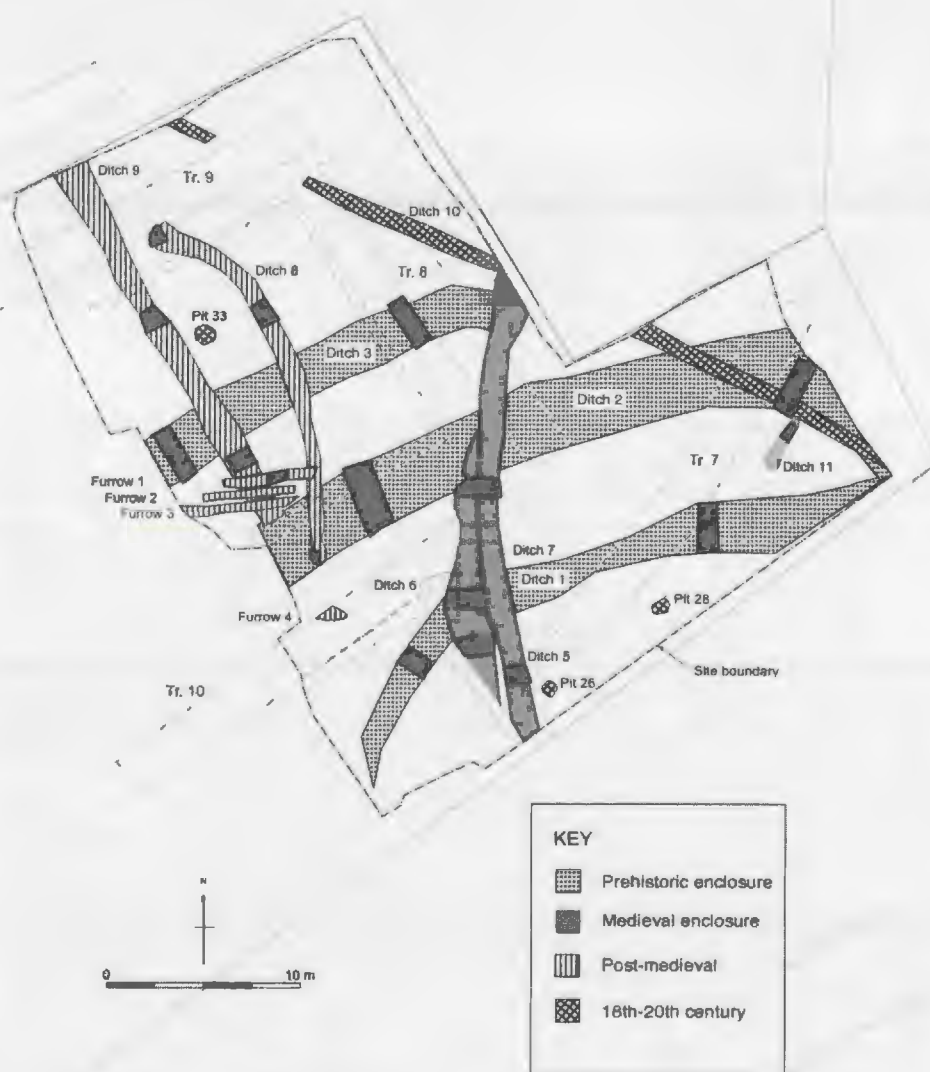 Ditch 9
Tr. 9
Ditch 10
Ditch 8
Tr. 8
Pit 33
Ditch 3
Ditch 2
Tr 7
Ditch 11
Furrow 1
Furrow 2
Furrow 3
Ditch 7
Ditch 6
Ditch 1
Pit 28
Furrow 4
Ditch 5
Site boundary
Pit 26
Tr. 10
KEY
Prehistoric enclosure
Medieval enclosure
Post-medieval
18th-20th century
N
0 10 m